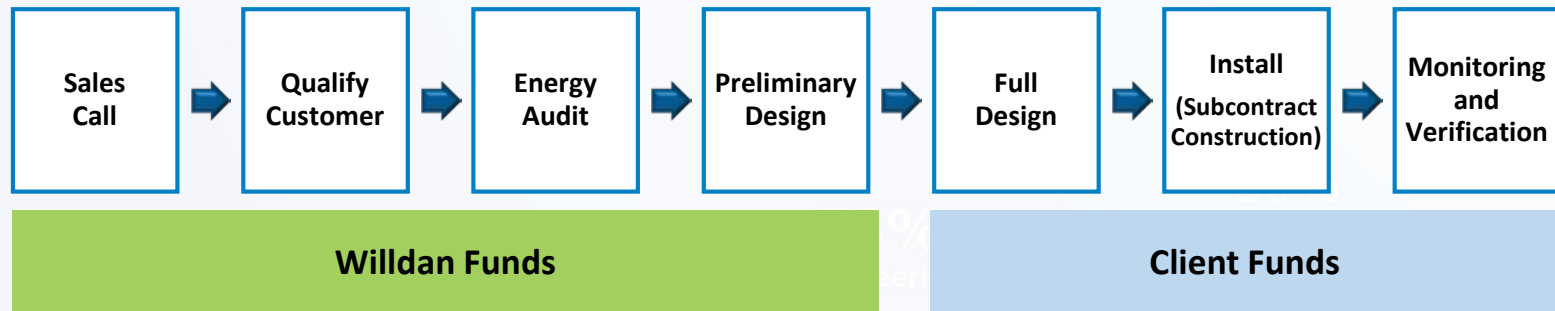 Sales
Call
Qualify
Customer
Energy
Audit
Preliminary
Design
Full
Design
Install
(Subcontract
Construction)
Monitoring
and
Verification
Willdan Funds
Client Funds